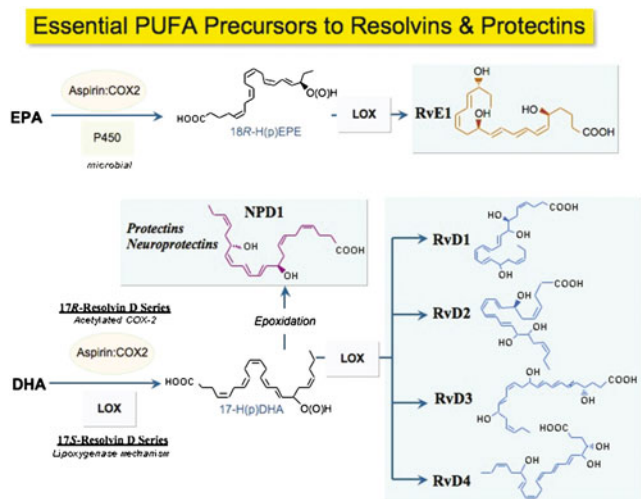 Essential PUFA Precursors to Resolvins & Protectins
Aspirin:COX2
EPA
P450
microbial
HOOC
O(O)H
18R-H(p)EPE
LOX
RvE1
OH
OH
HO
COOH
Protectins
Neuroprotectins
NPD1
OH
OH
COOH
Epoxidation
17R-Resolvin D Series
Acetylated COX-2
Aspirin:COX2
DHA
LOX
17S-Resolvin D Series
Lipoxygenase mechanism
HOOC
O(O)H
17-H(p)DHA
LOX
RvD1
COOH
HO
OH
OH
RvD2
COOH
OH
OH
HO
RvD3
OH
COOH
OH
HO
RvD4
HOOC
OH
OH
OH